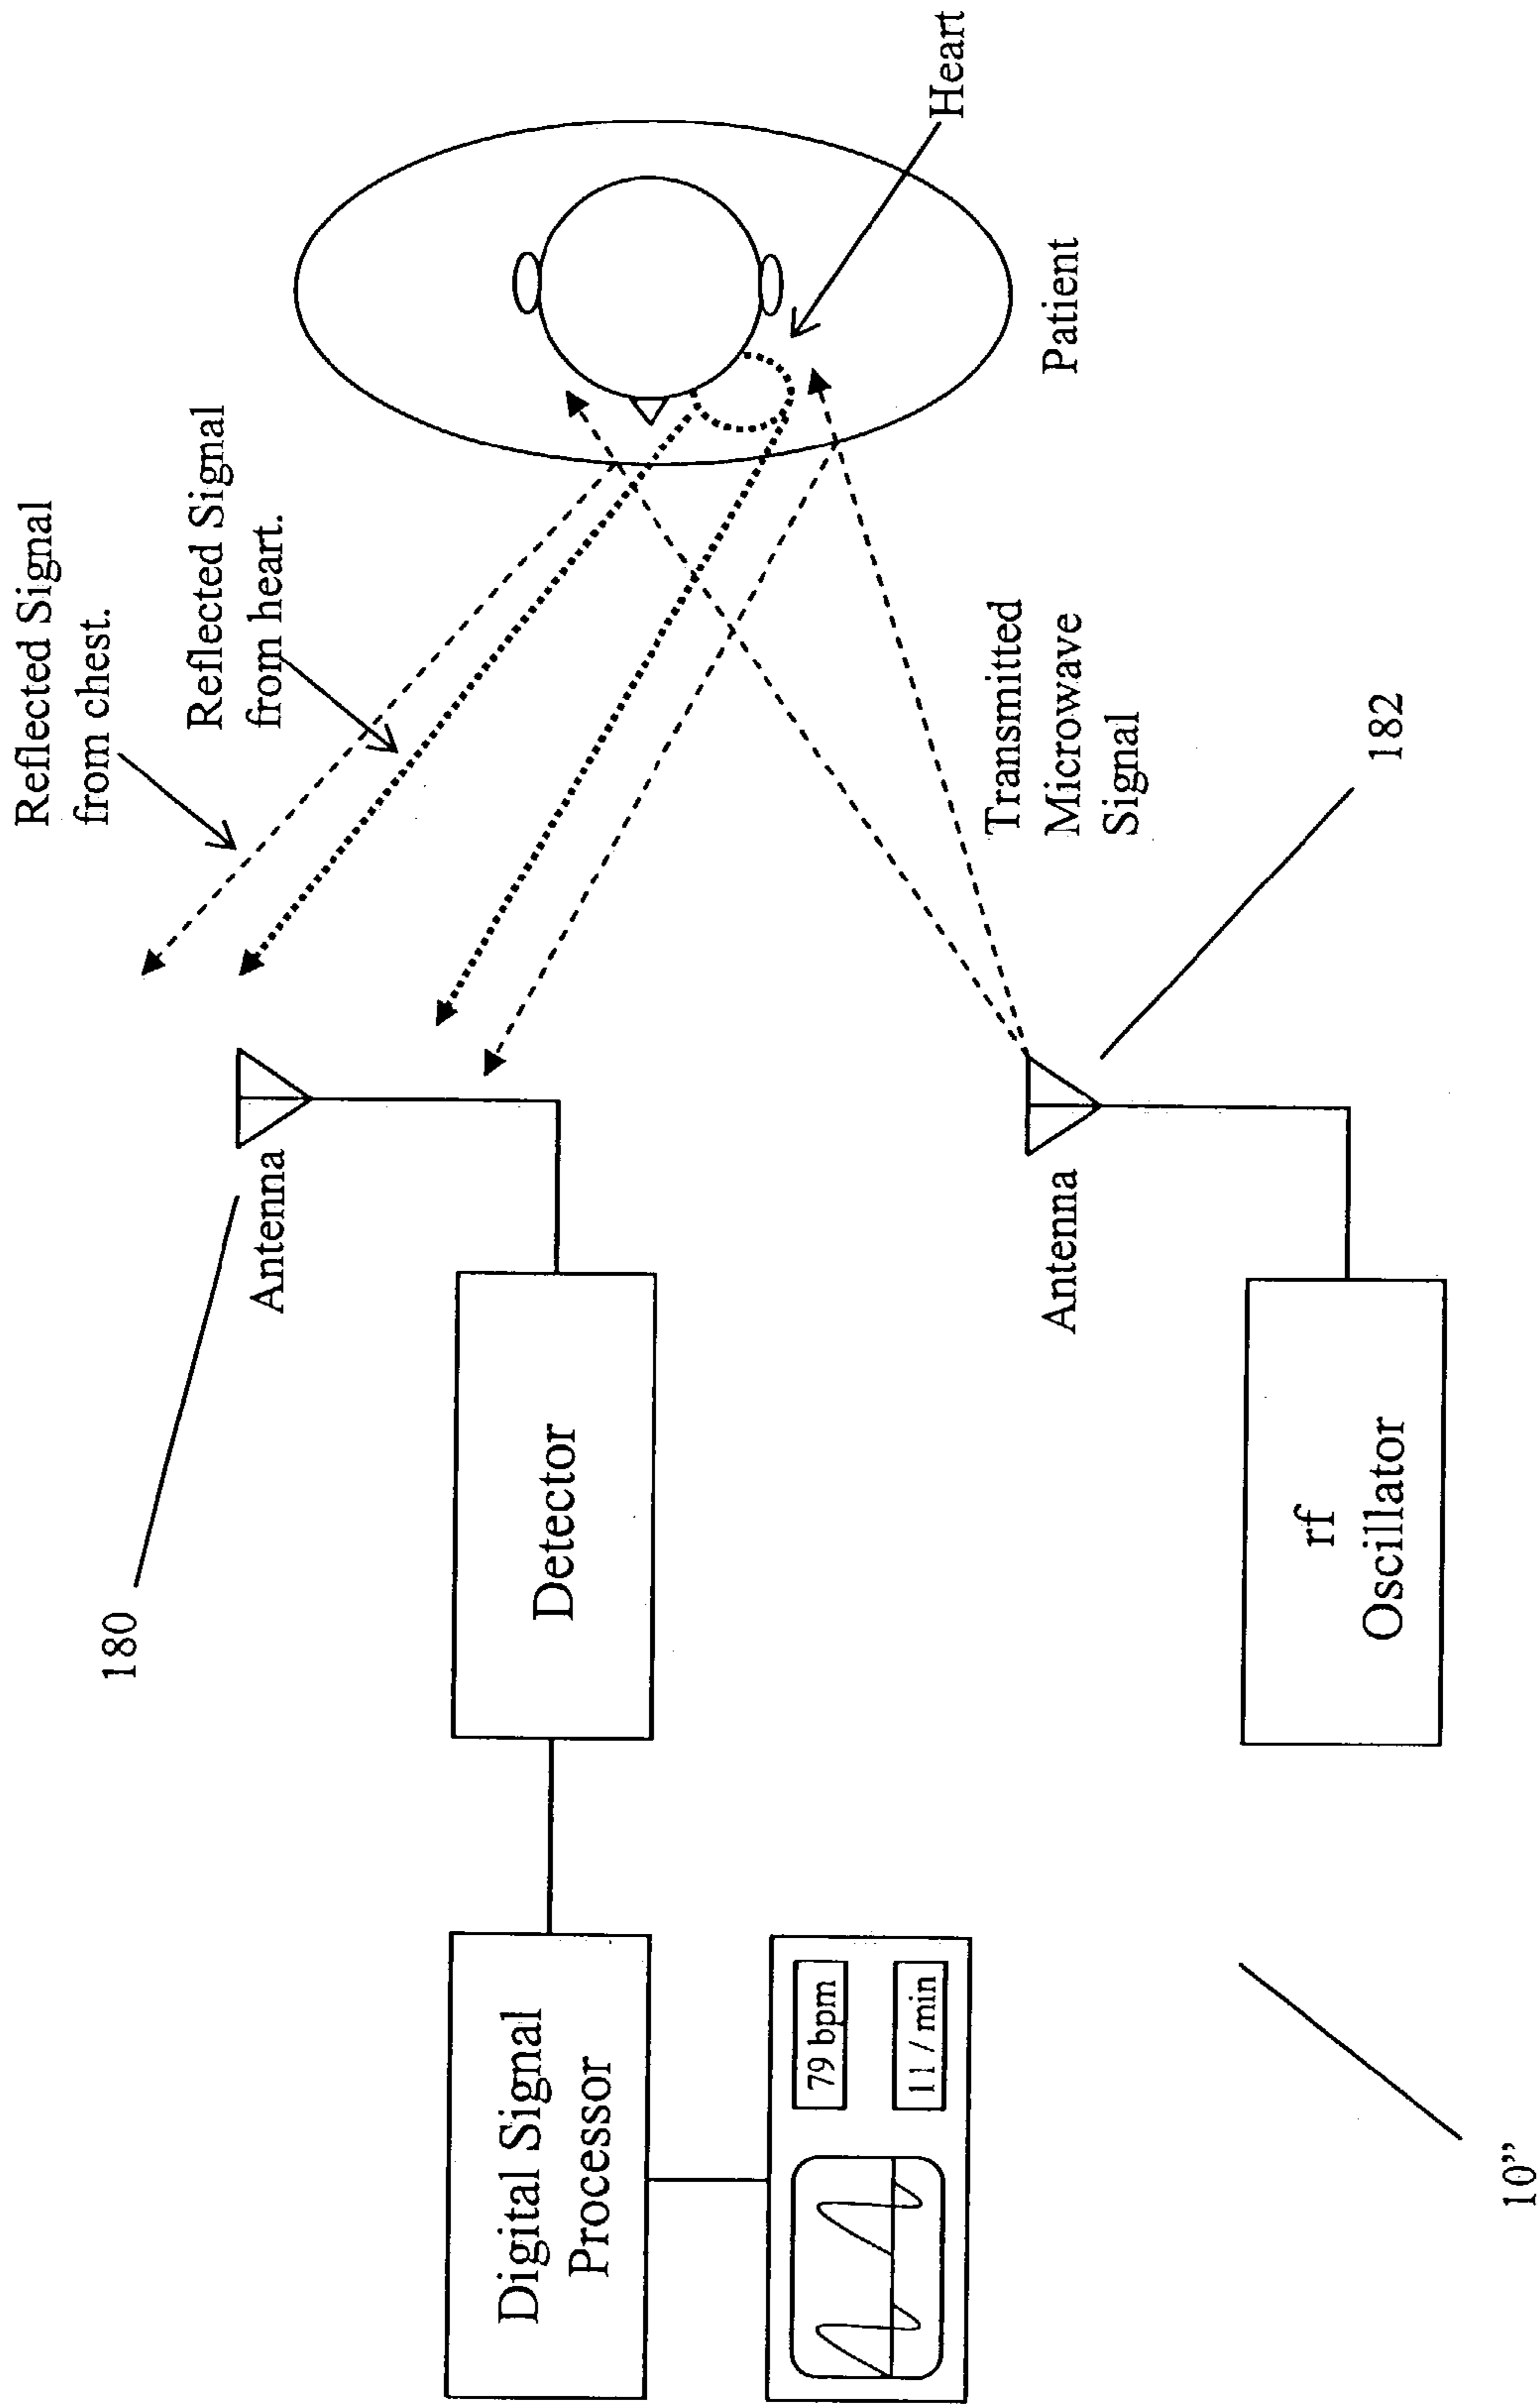 Reflected Signal
from chest.
Reflected Signal
from heart.
Heart
Patient
Transmitted
Microwave
Signal
182
180
Antenna
Antenna
Detector
rf
Oscillator
Digital Signal
Processor
79 bpm
11 / min
10”